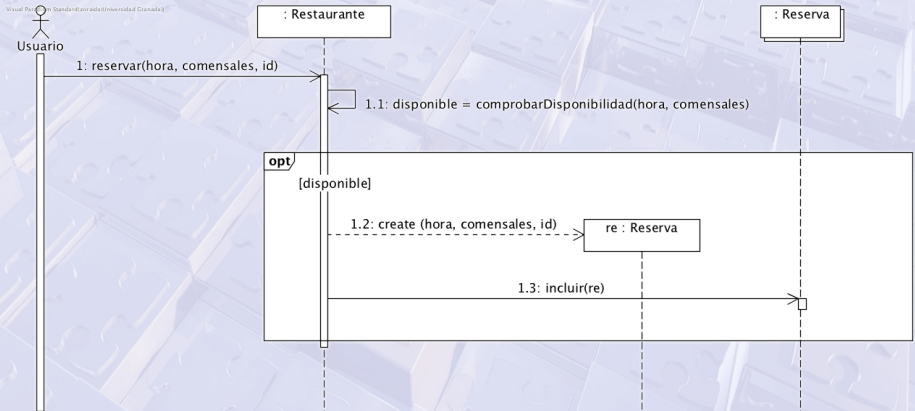 : Restaurante
: Reserva
Usuario
1: reservar(hora, comensales, id)
1.1: disponible = comprobarDisponibilidad(hora, comensales)
opt
[disponible]
1.2: create (hora, comensales, id)
re : Reserva
1.3: incluir(re)